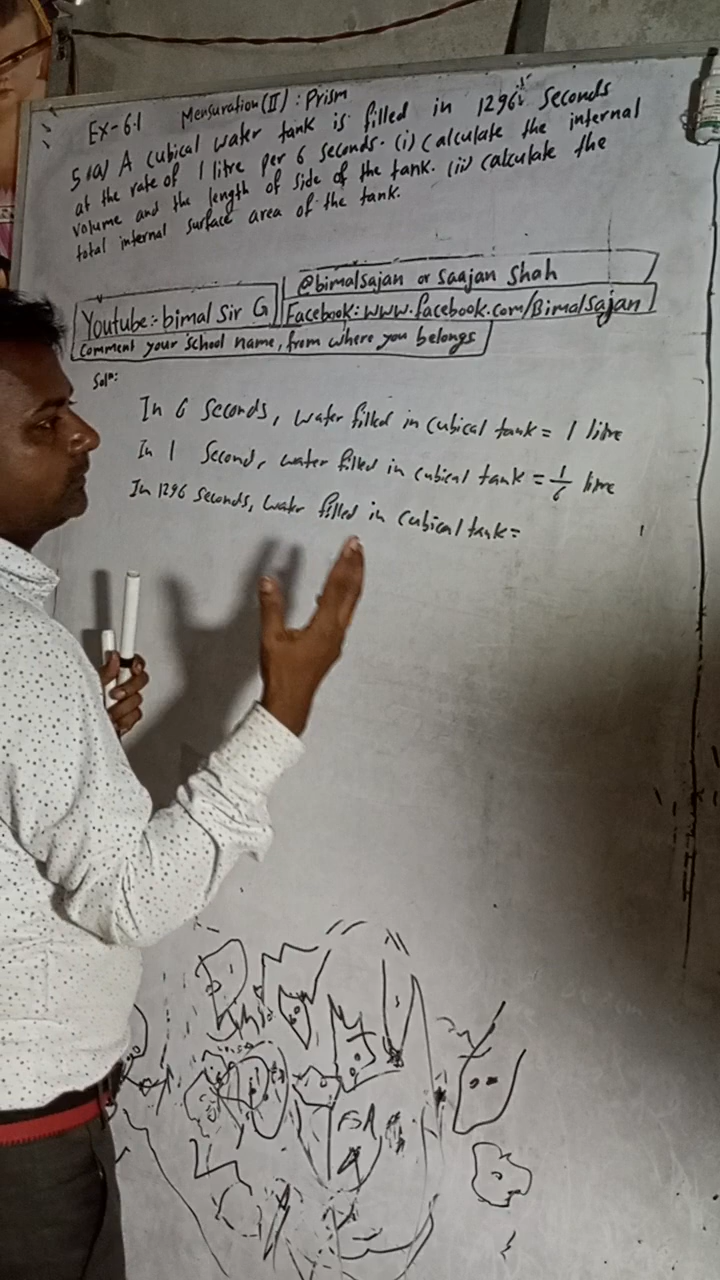 Ex-6.1 Mensuration(II): Prism
5.(a) A cubical water tank is filled in 1296 seconds
at the rate of 1 litre per 6 seconds. (i) calculate the internal
volume and the length of side of the tank. (ii) calculate the
total internal surface area of the tank.
@bimalsajan or Saajan Shah
Youtube:- bimal Sir G
Facebook: www.facebook.com/Bimalsajan
Comment your school name, from where you belongs
Solⁿ:
In 6 Seconds, water filled in cubical tank = 1 litre
In 1 Second, water filled in cubical tank = 1/6 litre
In 1296 seconds, water filled in cubical tank =